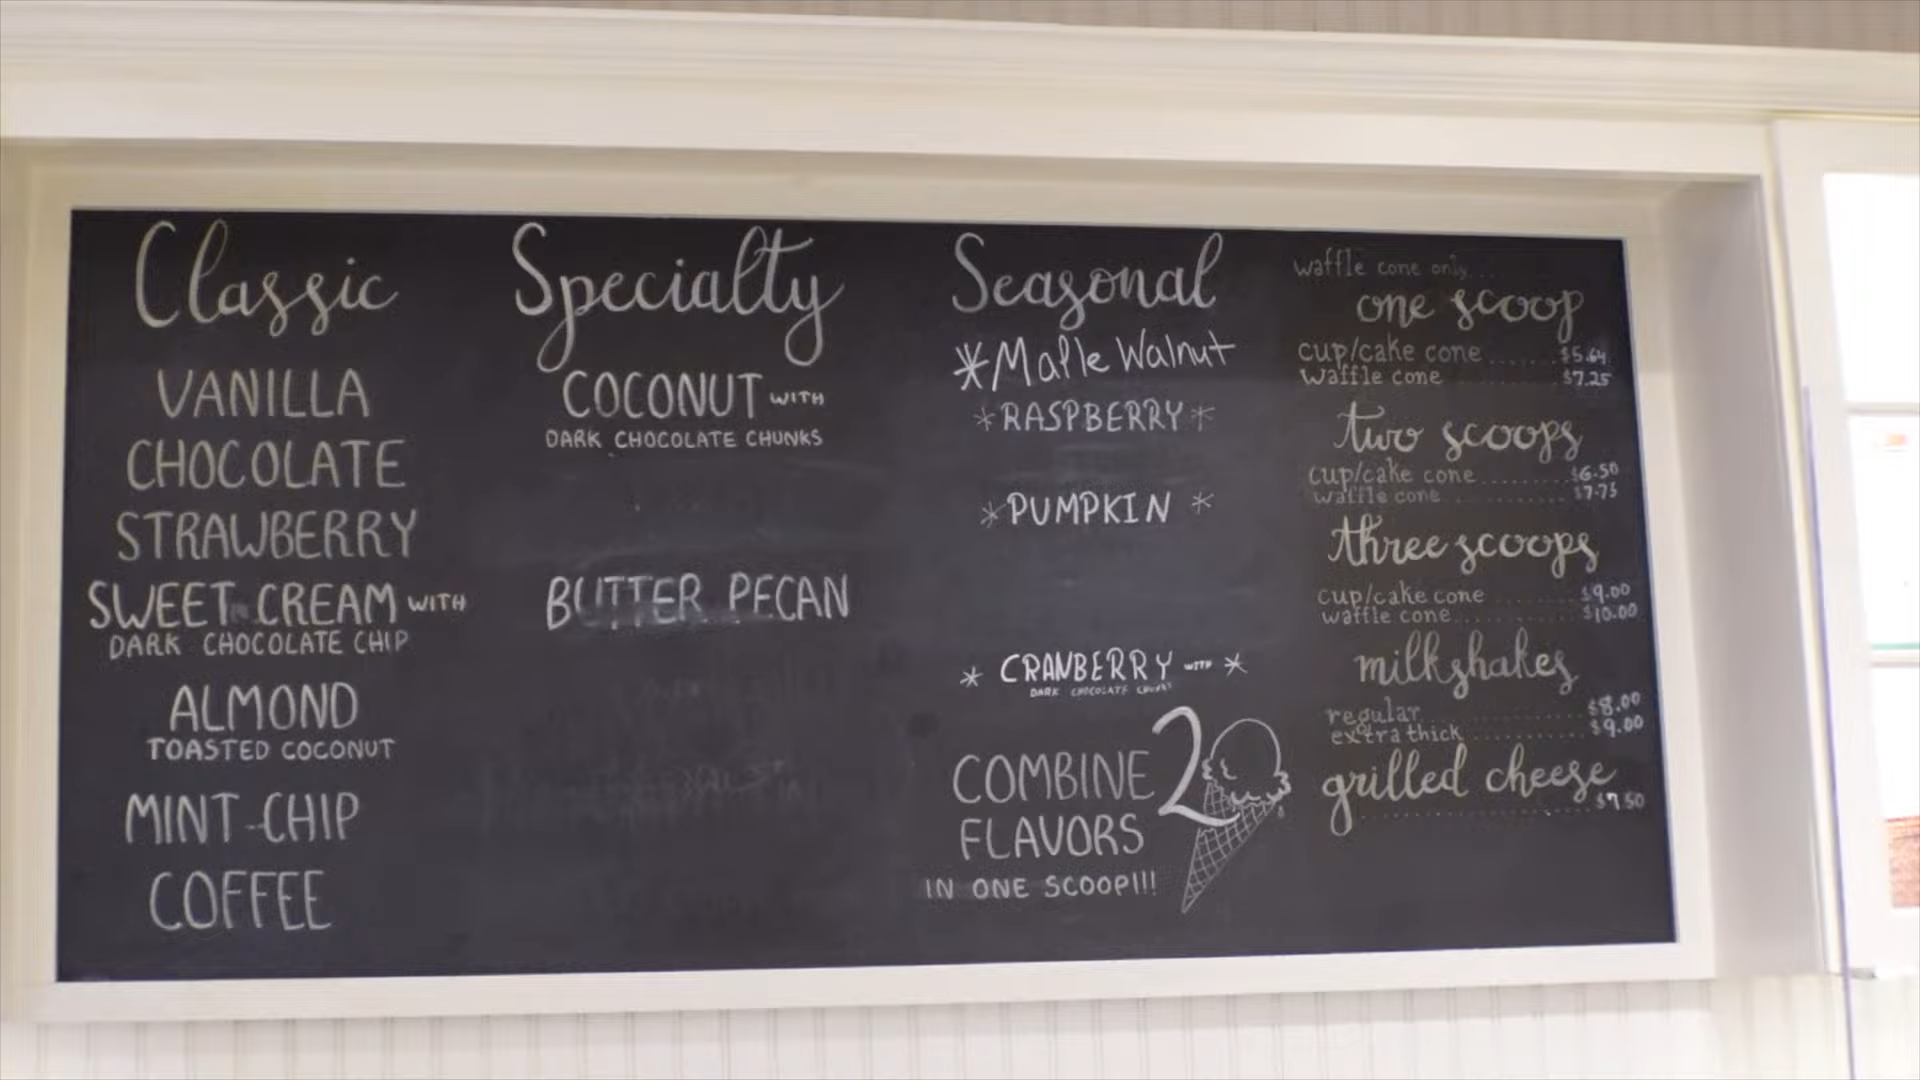 Classic
VANILLA
CHOCOLATE
STRAWBERRY
SWEET CREAM WITH
DARK CHOCOLATE CHIP
ALMOND
TOASTED COCONUT
MINT-CHIP
COFFEE
Specialty
COCONUT WITH
DARK CHOCOLATE CHUNKS
BUTTER PECAN
Seasonal
*Maple Walnut
*RASPBERRY*
*PUMPKIN *
* CRANBERRY WITH *
DARK CHOCOLATE CHUNKS
COMBINE 2
FLAVORS
IN ONE SCOOP!!!
waffle cone only...
one scoop
cup/cake cone ....... $5.64
waffle cone ....... $7.25
two scoops
cup/cake cone ......... $6.50
waffle cone ......... $7.75
three scoops
cup/cake cone ......... $9.00
waffle cone ......... $10.00
milkshakes
regular ......... $8.00
extra thick ......... $9.00
grilled cheese
......... $7.50